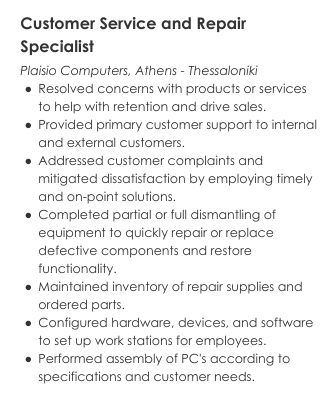 Customer Service and Repair
Specialist
Plaisio Computers, Athens - Thessaloniki
● Resolved concerns with products or services
to help with retention and drive sales.
● Provided primary customer support to internal
and external customers.
● Addressed customer complaints and
mitigated dissatisfaction by employing timely
and on-point solutions.
● Completed partial or full dismantling of
equipment to quickly repair or replace
defective components and restore
functionality.
● Maintained inventory of repair supplies and
ordered parts.
● Configured hardware, devices, and software
to set up work stations for employees.
● Performed assembly of PC's according to
specifications and customer needs.